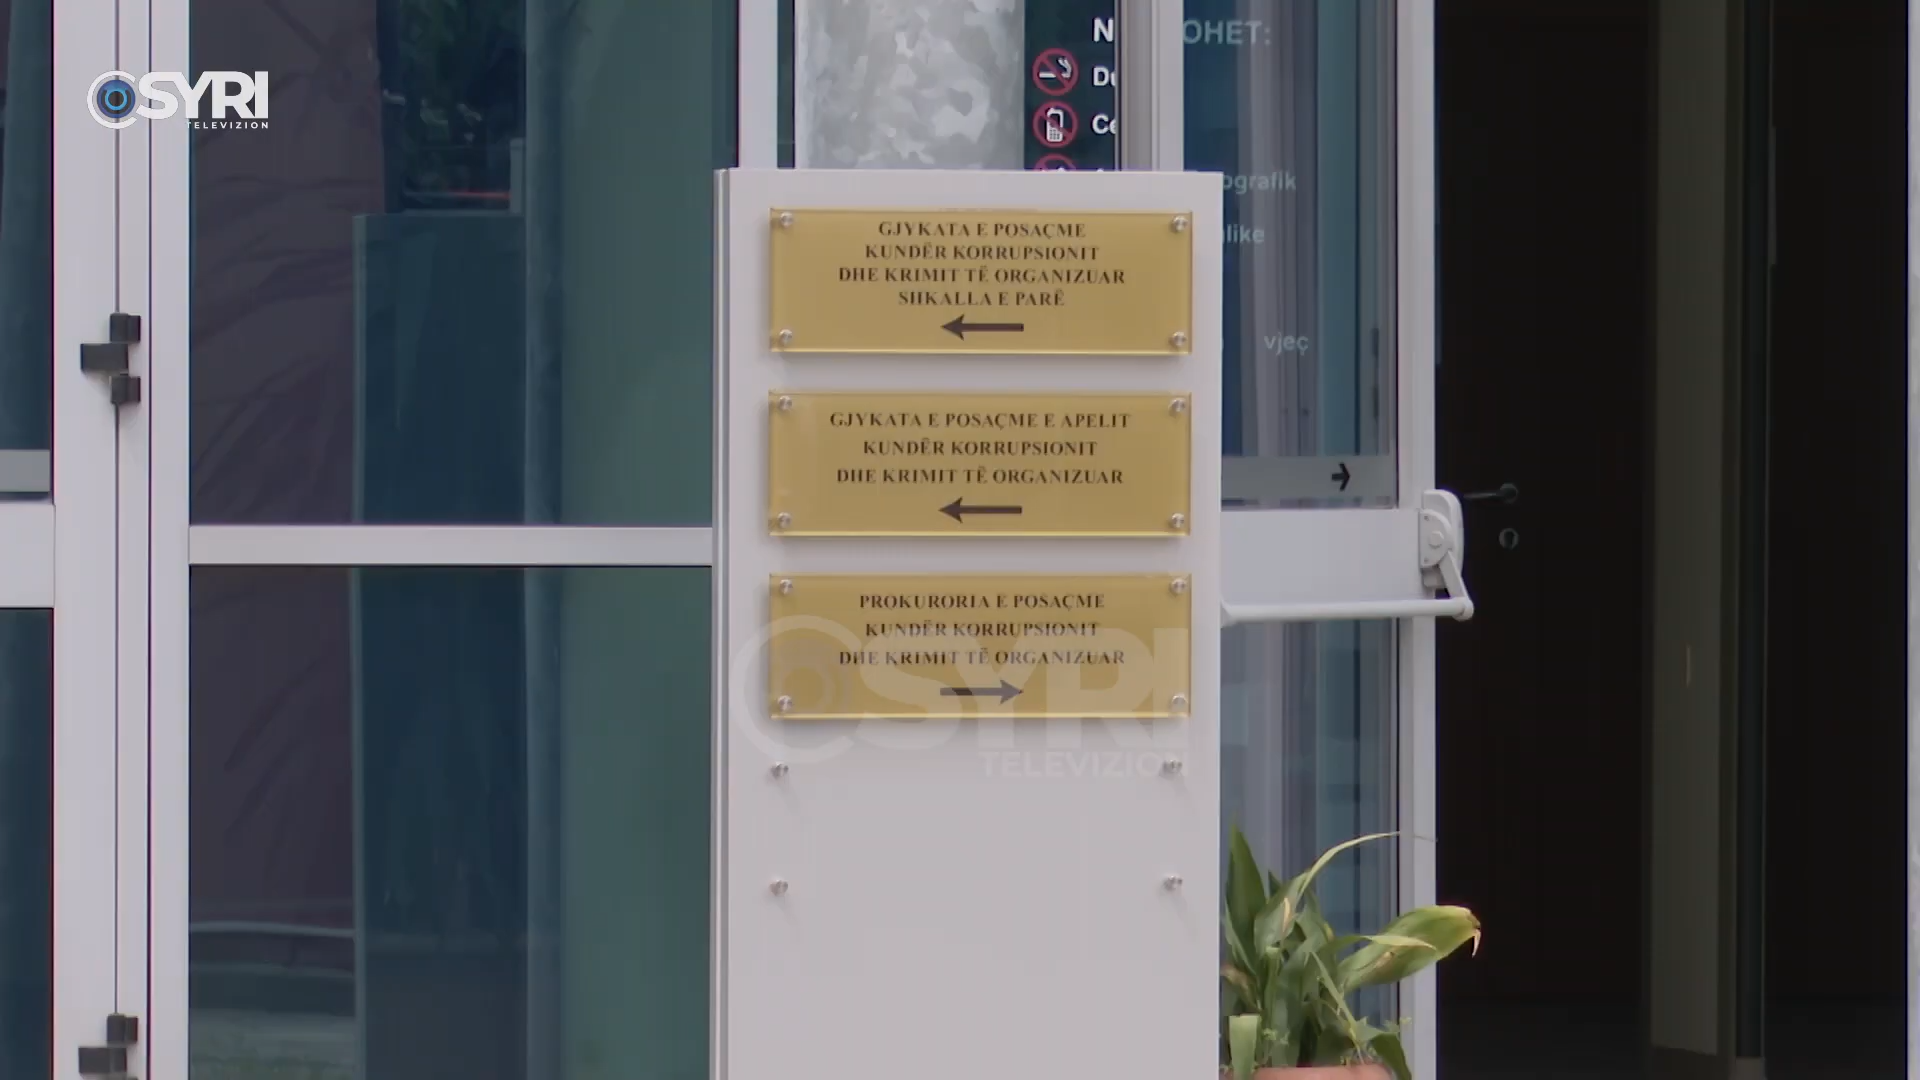 SYRI
TELEVIZION
OHET:
GJYKATA E POSAÇME
KUNDËR KORRUPSIONIT
DHE KRIMIT TË ORGANIZUAR
SHKALLA E PARË
GJYKATA E POSAÇME E APELIT
KUNDËR KORRUPSIONIT
DHE KRIMIT TË ORGANIZUAR
PROKURORIA E POSAÇME
KUNDËR KORRUPSIONIT
DHE KRIMIT TË ORGANIZUAR
SYRI
TELEVIZION
vjeç